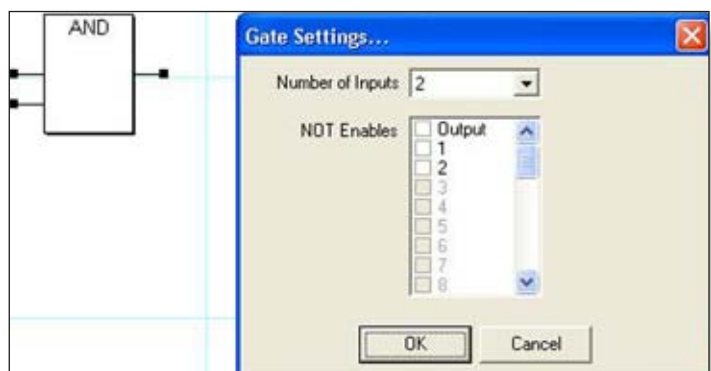 AND
Gate Settings...
Number of Inputs 2
NOT Enables
Output
1
2
3
4
5
6
7
8
OK Cancel